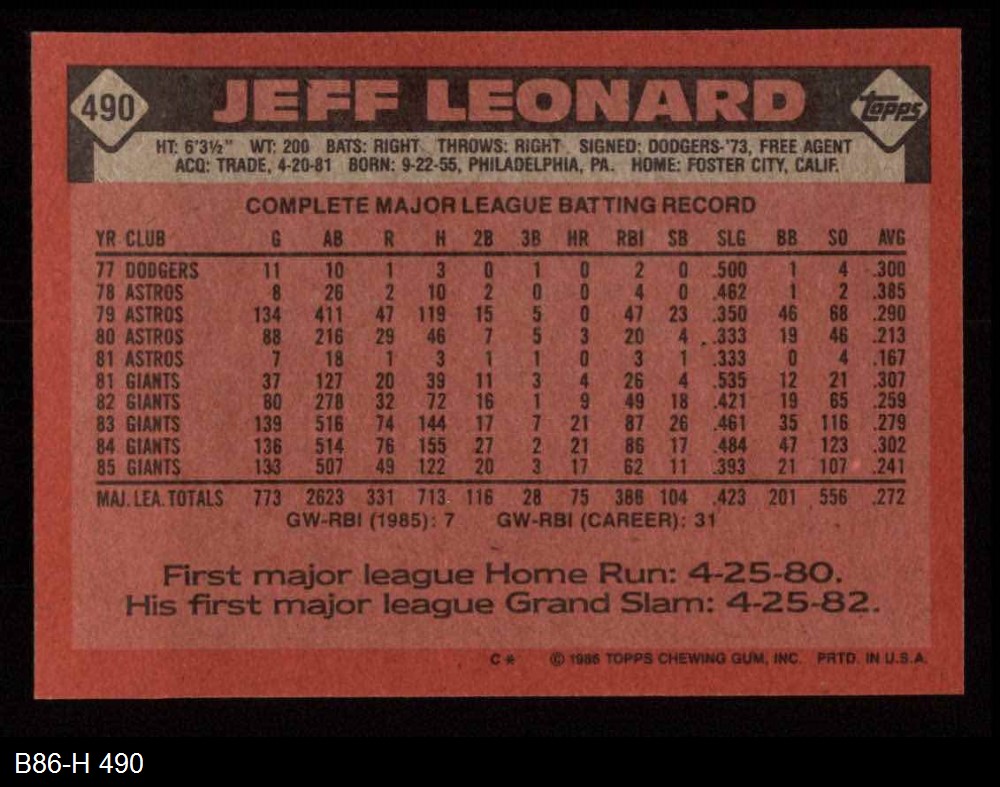 490 JEFF LEONARD Topps
HT: 6'3½" WT: 200 BATS: RIGHT THROWS: RIGHT SIGNED: DODGERS-'73, FREE AGENT
ACQ: TRADE, 4-20-81 BORN: 9-22-55, PHILADELPHIA, PA. HOME: FOSTER CITY, CALIF.
COMPLETE MAJOR LEAGUE BATTING RECORD
YR CLUB G AB R H 2B 3B HR RBI SB SLG BB SO AVG
77 DODGERS 11 10 1 3 0 1 0 2 0 .500 1 4 .300
78 ASTROS 8 26 2 10 2 0 0 4 0 .462 1 2 .385
79 ASTROS 134 411 47 119 15 5 0 47 23 .350 46 68 .290
80 ASTROS 88 216 29 46 7 5 3 20 4 .333 19 46 .213
81 ASTROS 7 18 1 3 1 1 0 3 1 .333 0 4 .167
81 GIANTS 37 127 20 39 11 3 4 26 4 .535 12 21 .307
82 GIANTS 80 278 32 72 16 1 9 49 18 .421 19 65 .259
83 GIANTS 139 516 74 144 17 7 21 87 26 .461 35 116 .279
84 GIANTS 136 514 76 155 27 2 21 86 17 .484 47 123 .302
85 GIANTS 133 507 49 122 20 3 17 62 11 .393 21 107 .241
MAJ. LEA. TOTALS 773 2623 331 713 116 28 75 386 104 .423 201 556 .272
GW-RBI (1985): 7 GW-RBI (CAREER): 31
First major league Home Run: 4-25-80.
His first major league Grand Slam: 4-25-82.
C* © 1986 TOPPS CHEWING GUM, INC. PRTD. IN U.S.A.
B86-H 490